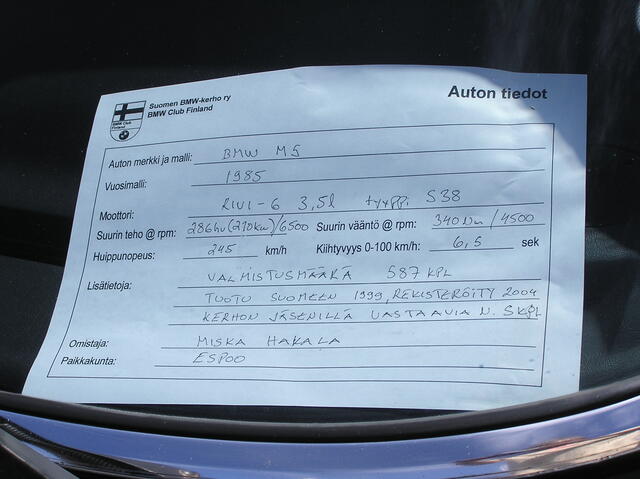 Suomen BMW-kerho ry
BMW Club Finland
BMW Club
Finland
Auton tiedot
Auton merkki ja malli: BMW M5
Vuosimalli: 1985
Moottori: RIVI-6 3,5l tyyppi S38
Suurin teho @ rpm: 286hv(210kw)/6500 Suurin vääntö @ rpm: 340Nm/4500
Huippunopeus: 245 km/h Kiihtyvyys 0-100 km/h: 6,5 sek
Lisätietoja: VALMISTUSMÄÄRÄ 587 KPL
TUOTU SUOMEEN 1999, REKISTERÖITY 2004
KERHON JÄSENILLÄ VASTAAVIA N. 5KPL
Omistaja: MISKA HAKALA
Paikkakunta: ESPOO